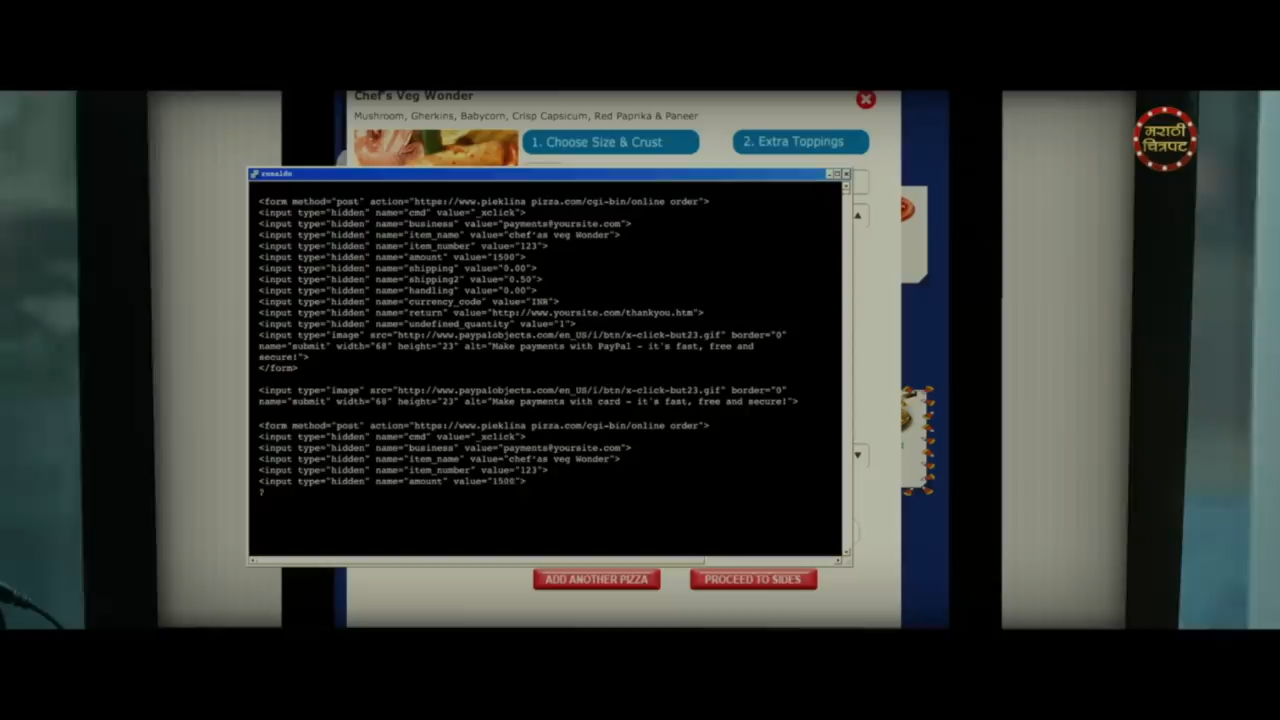 Chef's Veg Wonder
Mushroom, Gherkins, Babycorn, Crisp Capsicum, Red Paprika & Paneer
1. Choose Size & Crust
2. Extra Toppings
मराठी
चित्रपट
ronaldo
<form method="post" action="https://www.pieklina pizza.com/cgi-bin/online order">
<input type="hidden" name="cmd" value="_xclick">
<input type="hidden" name="business" value="payments@yoursite.com">
<input type="hidden" name="item_name" value="chef'as veg Wonder">
<input type="hidden" name="item_number" value="123">
<input type="hidden" name="amount" value="1500">
<input type="hidden" name="shipping" value="0.00">
<input type="hidden" name="shipping2" value="0.50">
<input type="hidden" name="handling" value="0.00">
<input type="hidden" name="currency_code" value="INR">
<input type="hidden" name="return" value="http://www.yoursite.com/thankyou.htm">
<input type="hidden" name="undefined_quantity" value="1">
<input type="image" src="http://www.paypalobjects.com/en_US/i/btn/x-click-but23.gif" border="0"
name="submit" width="68" height="23" alt="Make payments with PayPal - it's fast, free and
secure!">
</form>
<input type="image" src="http://www.paypalobjects.com/en_US/i/btn/x-click-but23.gif" border="0"
name="submit" width="68" height="23" alt="Make payments with card - it's fast, free and secure!">
<form method="post" action="https://www.pieklina pizza.com/cgi-bin/online order">
<input type="hidden" name="cmd" value="_xclick">
<input type="hidden" name="business" value="payments@yoursite.com">
<input type="hidden" name="item_name" value="chef'as veg Wonder">
<input type="hidden" name="item_number" value="123">
<input type="hidden" name="amount" value="1500">
?
ADD ANOTHER PIZZA
PROCEED TO SIDES